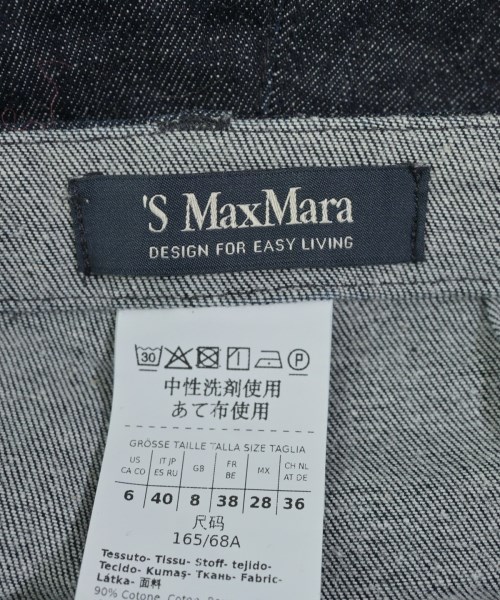 'S MaxMara
DESIGN FOR EASY LIVING
30 P
中性洗剤使用
あて布使用
GRÖSSE TAILLE TALLA SIZE TAGLIA
US IT JP GB FR MX CH NL
CA CO ES RU BE AT DE
6 40 8 38 28 36
尺码
165/68A
Tessuto- Tissu- Stoff- tejido-
Tecido- Kumaş- Ткань- Fabric-
Látka- 面料
90% Cotone, Coton,